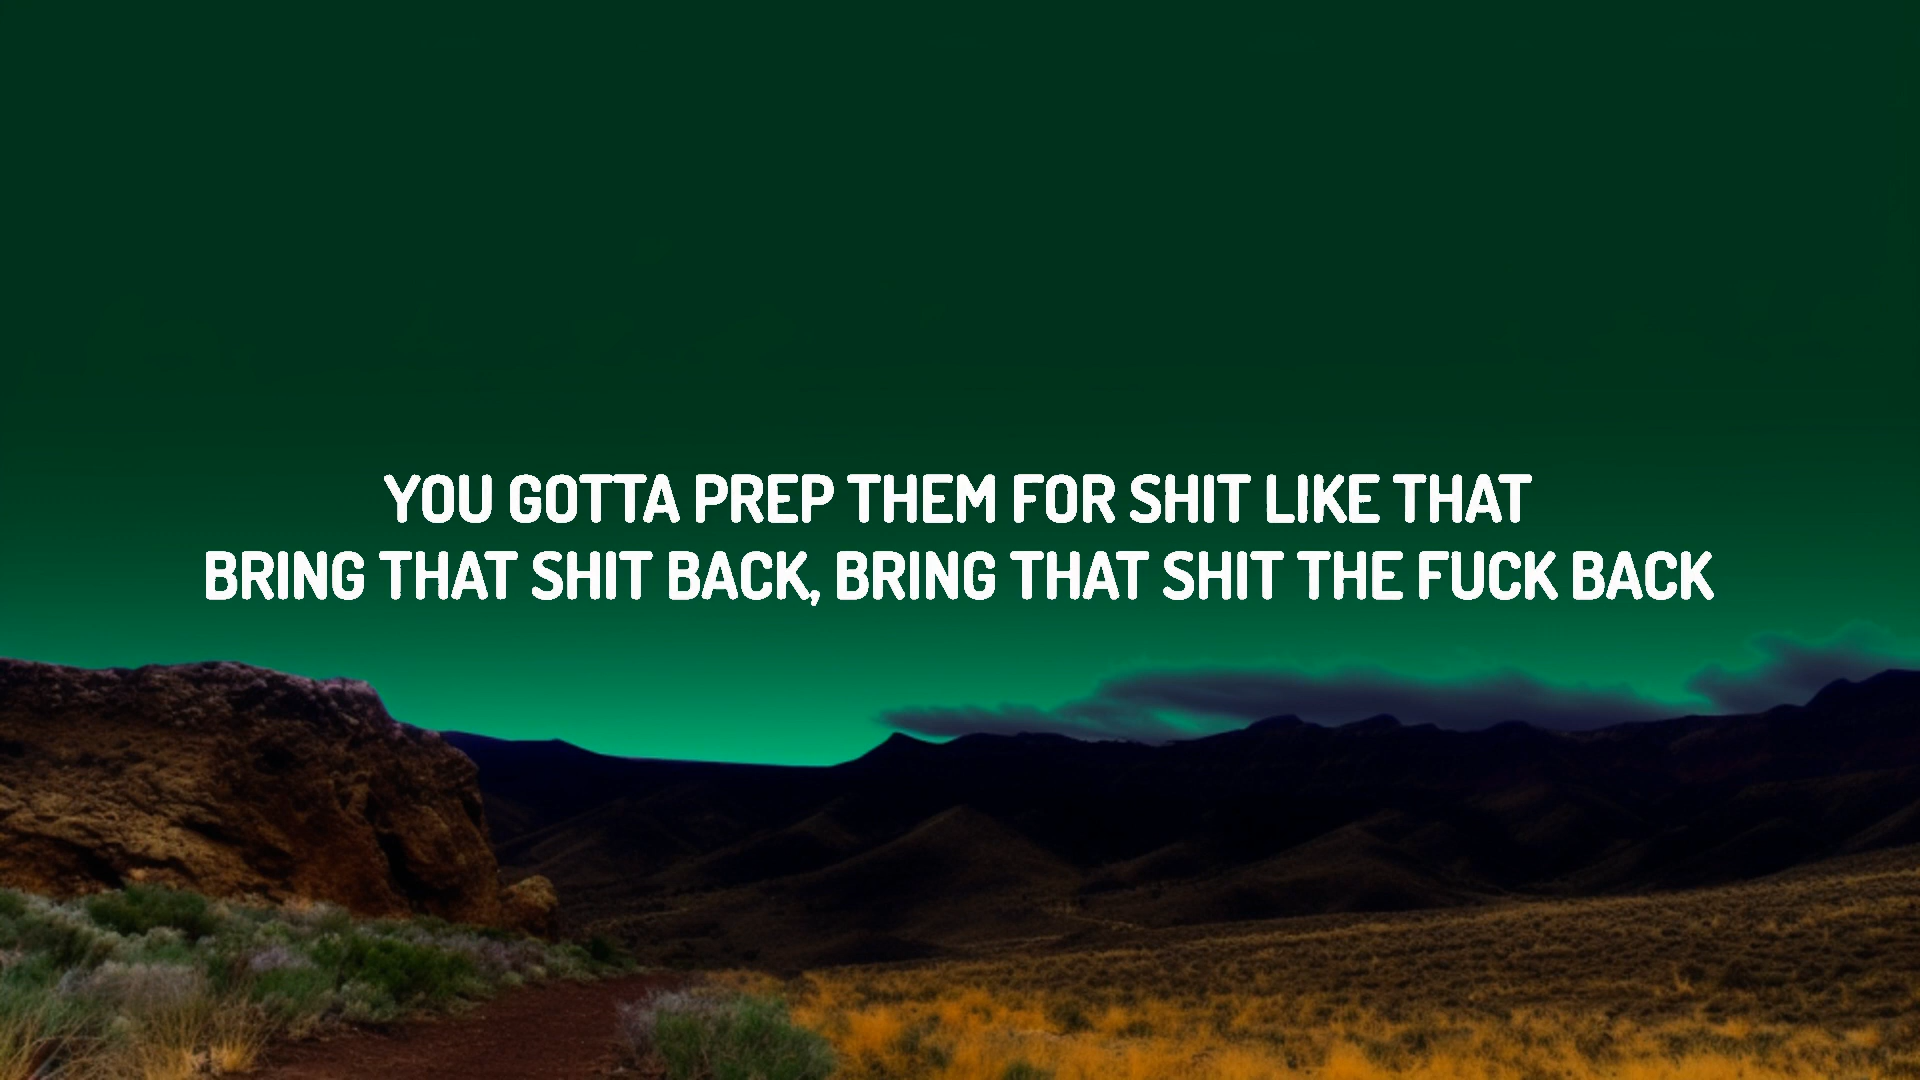 YOU GOTTA PREP THEM FOR SHIT LIKE THAT
BRING THAT SHIT BACK, BRING THAT SHIT THE FUCK BACK